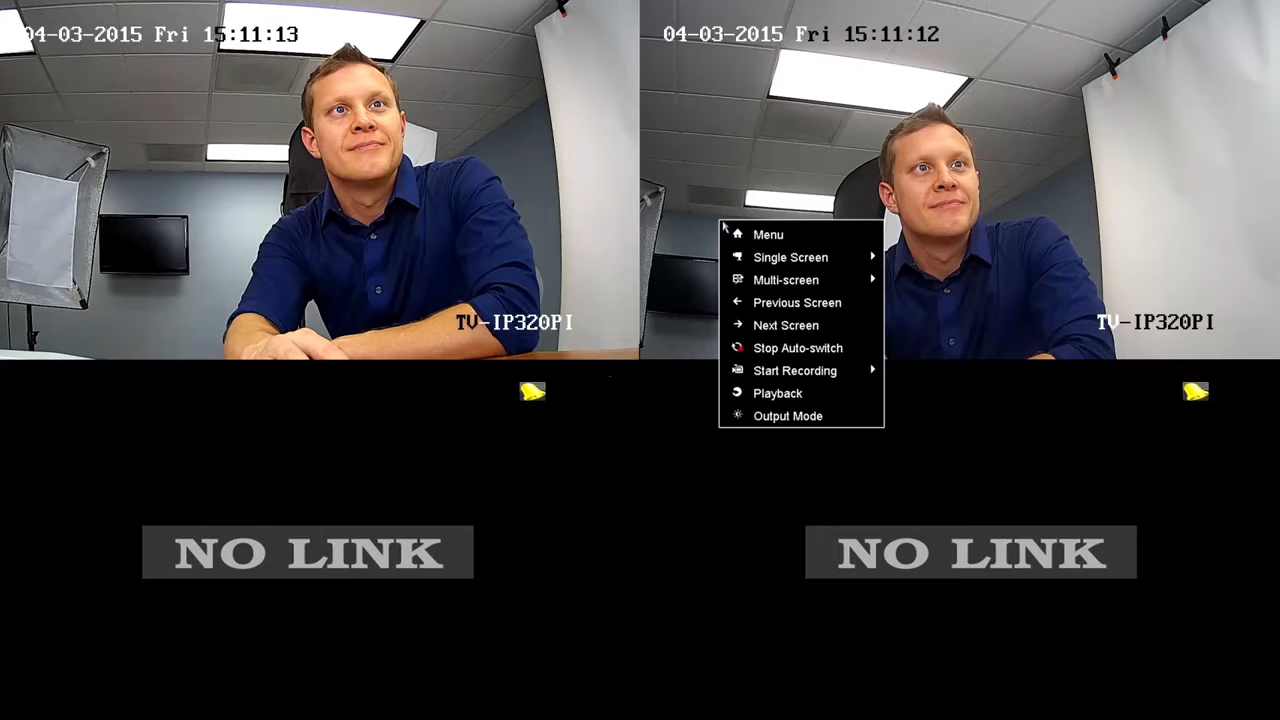 04-03-2015 Fri 15:11:13
04-03-2015 Fri 15:11:12
Menu
Single Screen
Multi-screen
Previous Screen
Next Screen
Stop Auto-switch
Start Recording
Playback
Output Mode
TV-IP320PI
TV-IP320PI
NO LINK
NO LINK